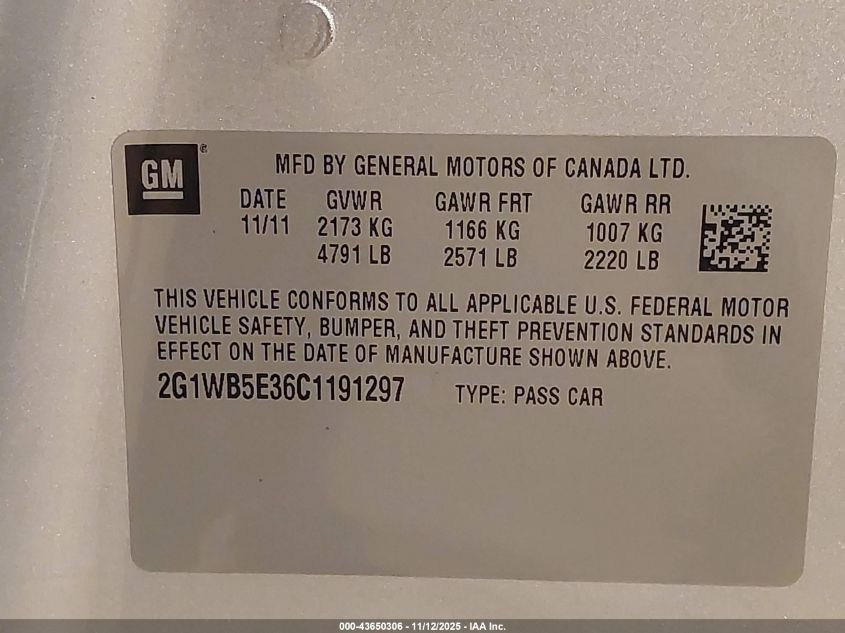 GM
MFD BY GENERAL MOTORS OF CANADA LTD.
DATE GVWR GAWR FRT GAWR RR
11/11 2173 KG 1166 KG 1007 KG
4791 LB 2571 LB 2220 LB
THIS VEHICLE CONFORMS TO ALL APPLICABLE U.S. FEDERAL MOTOR
VEHICLE SAFETY, BUMPER, AND THEFT PREVENTION STANDARDS IN
EFFECT ON THE DATE OF MANUFACTURE SHOWN ABOVE.
2G1WB5E36C1191297 TYPE: PASS CAR
000-43650306 - 11/12/2025 - IAA Inc.